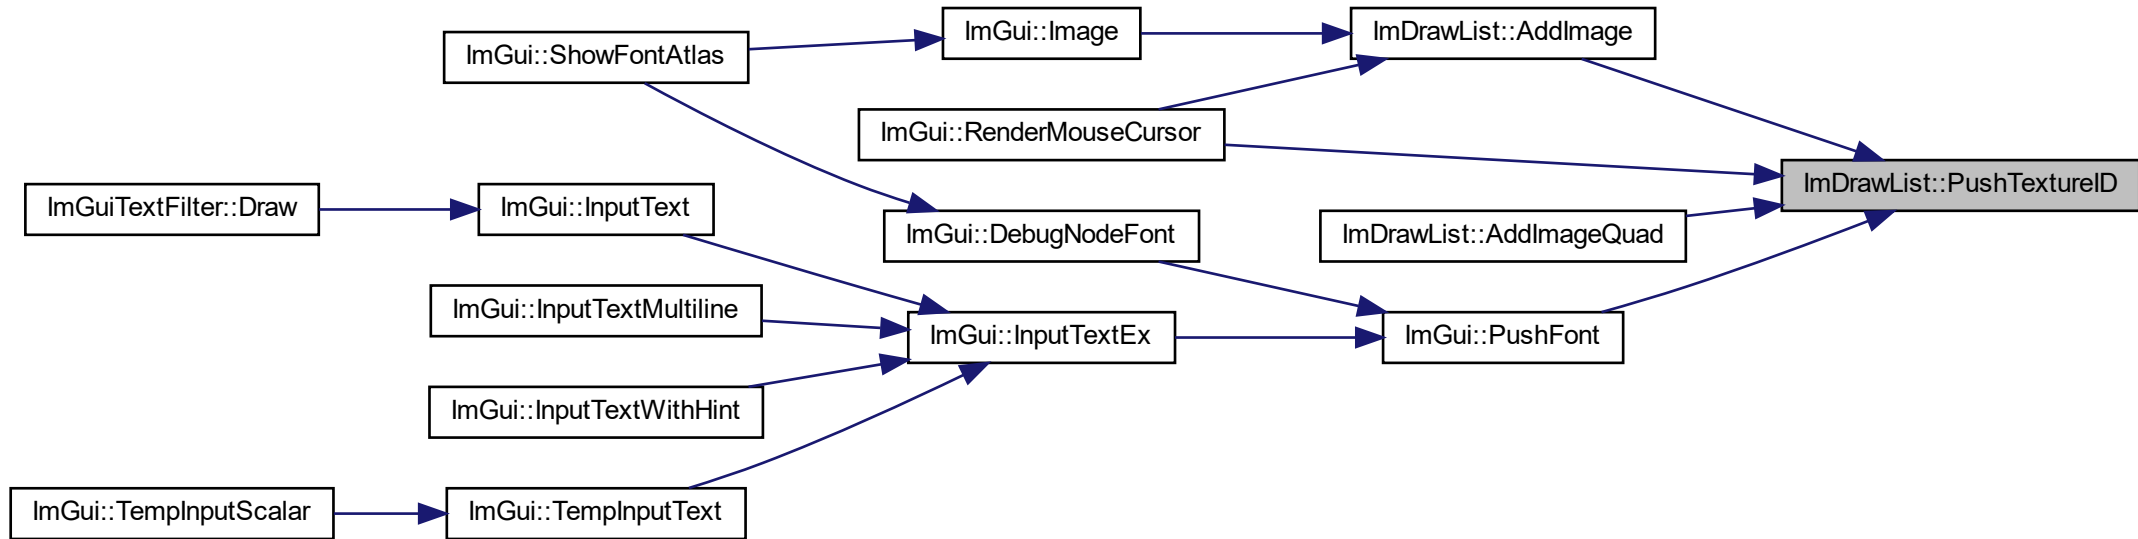 ImGui::ShowFontAtlas
ImGui::Image
ImDrawList::AddImage
ImGui::RenderMouseCursor
ImDrawList::PushTextureID
ImGuiTextFilter::Draw
ImGui::InputText
ImGui::DebugNodeFont
ImDrawList::AddImageQuad
ImGui::InputTextMultiline
ImGui::InputTextEx
ImGui::PushFont
ImGui::InputTextWithHint
ImGui::TempInputScalar
ImGui::TempInputText